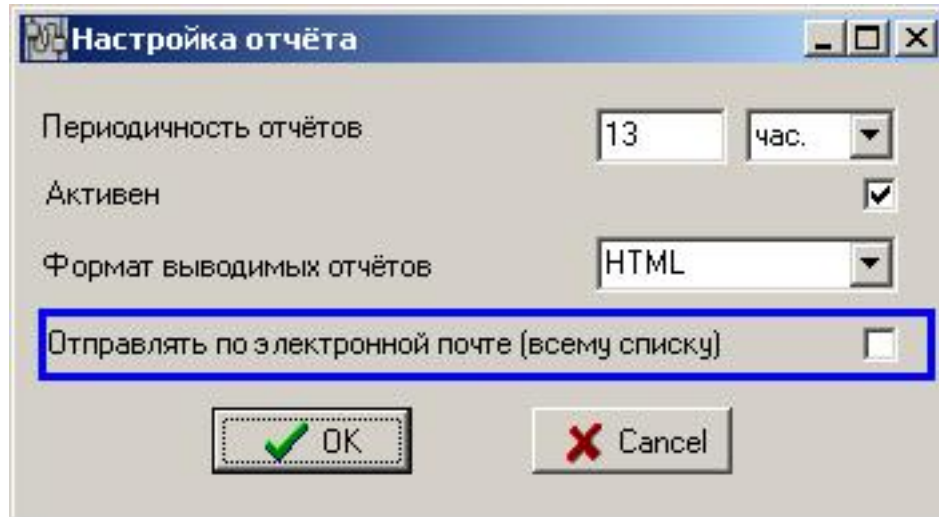 Настройка отчёта
Периодичность отчётов 13 час.
Активен
Формат выводимых отчётов HTML
Отправлять по электронной почте (всему списку)
OK Cancel